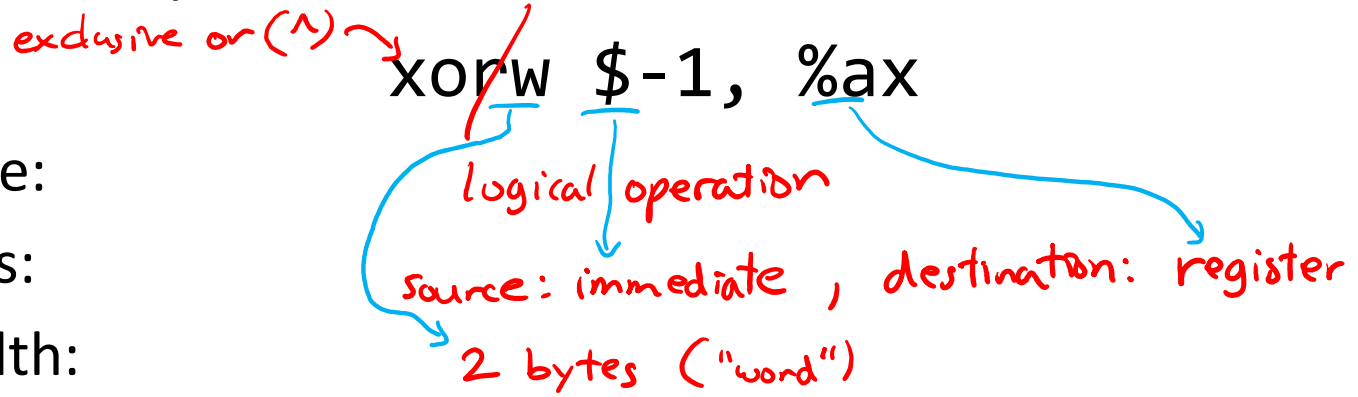 exclusive or (^)
xorw $-1, %ax
e:
logical operation
s:
source: immediate , destination: register
lth:
2 bytes ("word")